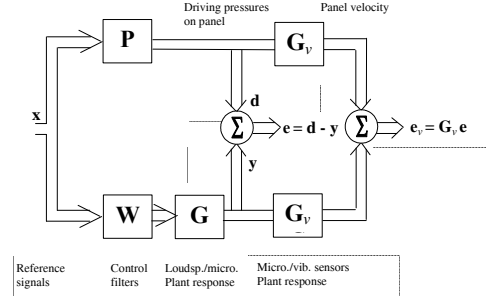 Driving pressures
on panel
Panel velocity
P
G_v
x
d
Σ
e = d - y
Σ
e_v = G_v e
y
W
G
G_v
Reference
signals
Control
filters
Loudsp./micro.
Plant response
Micro./vib. sensors
Plant response